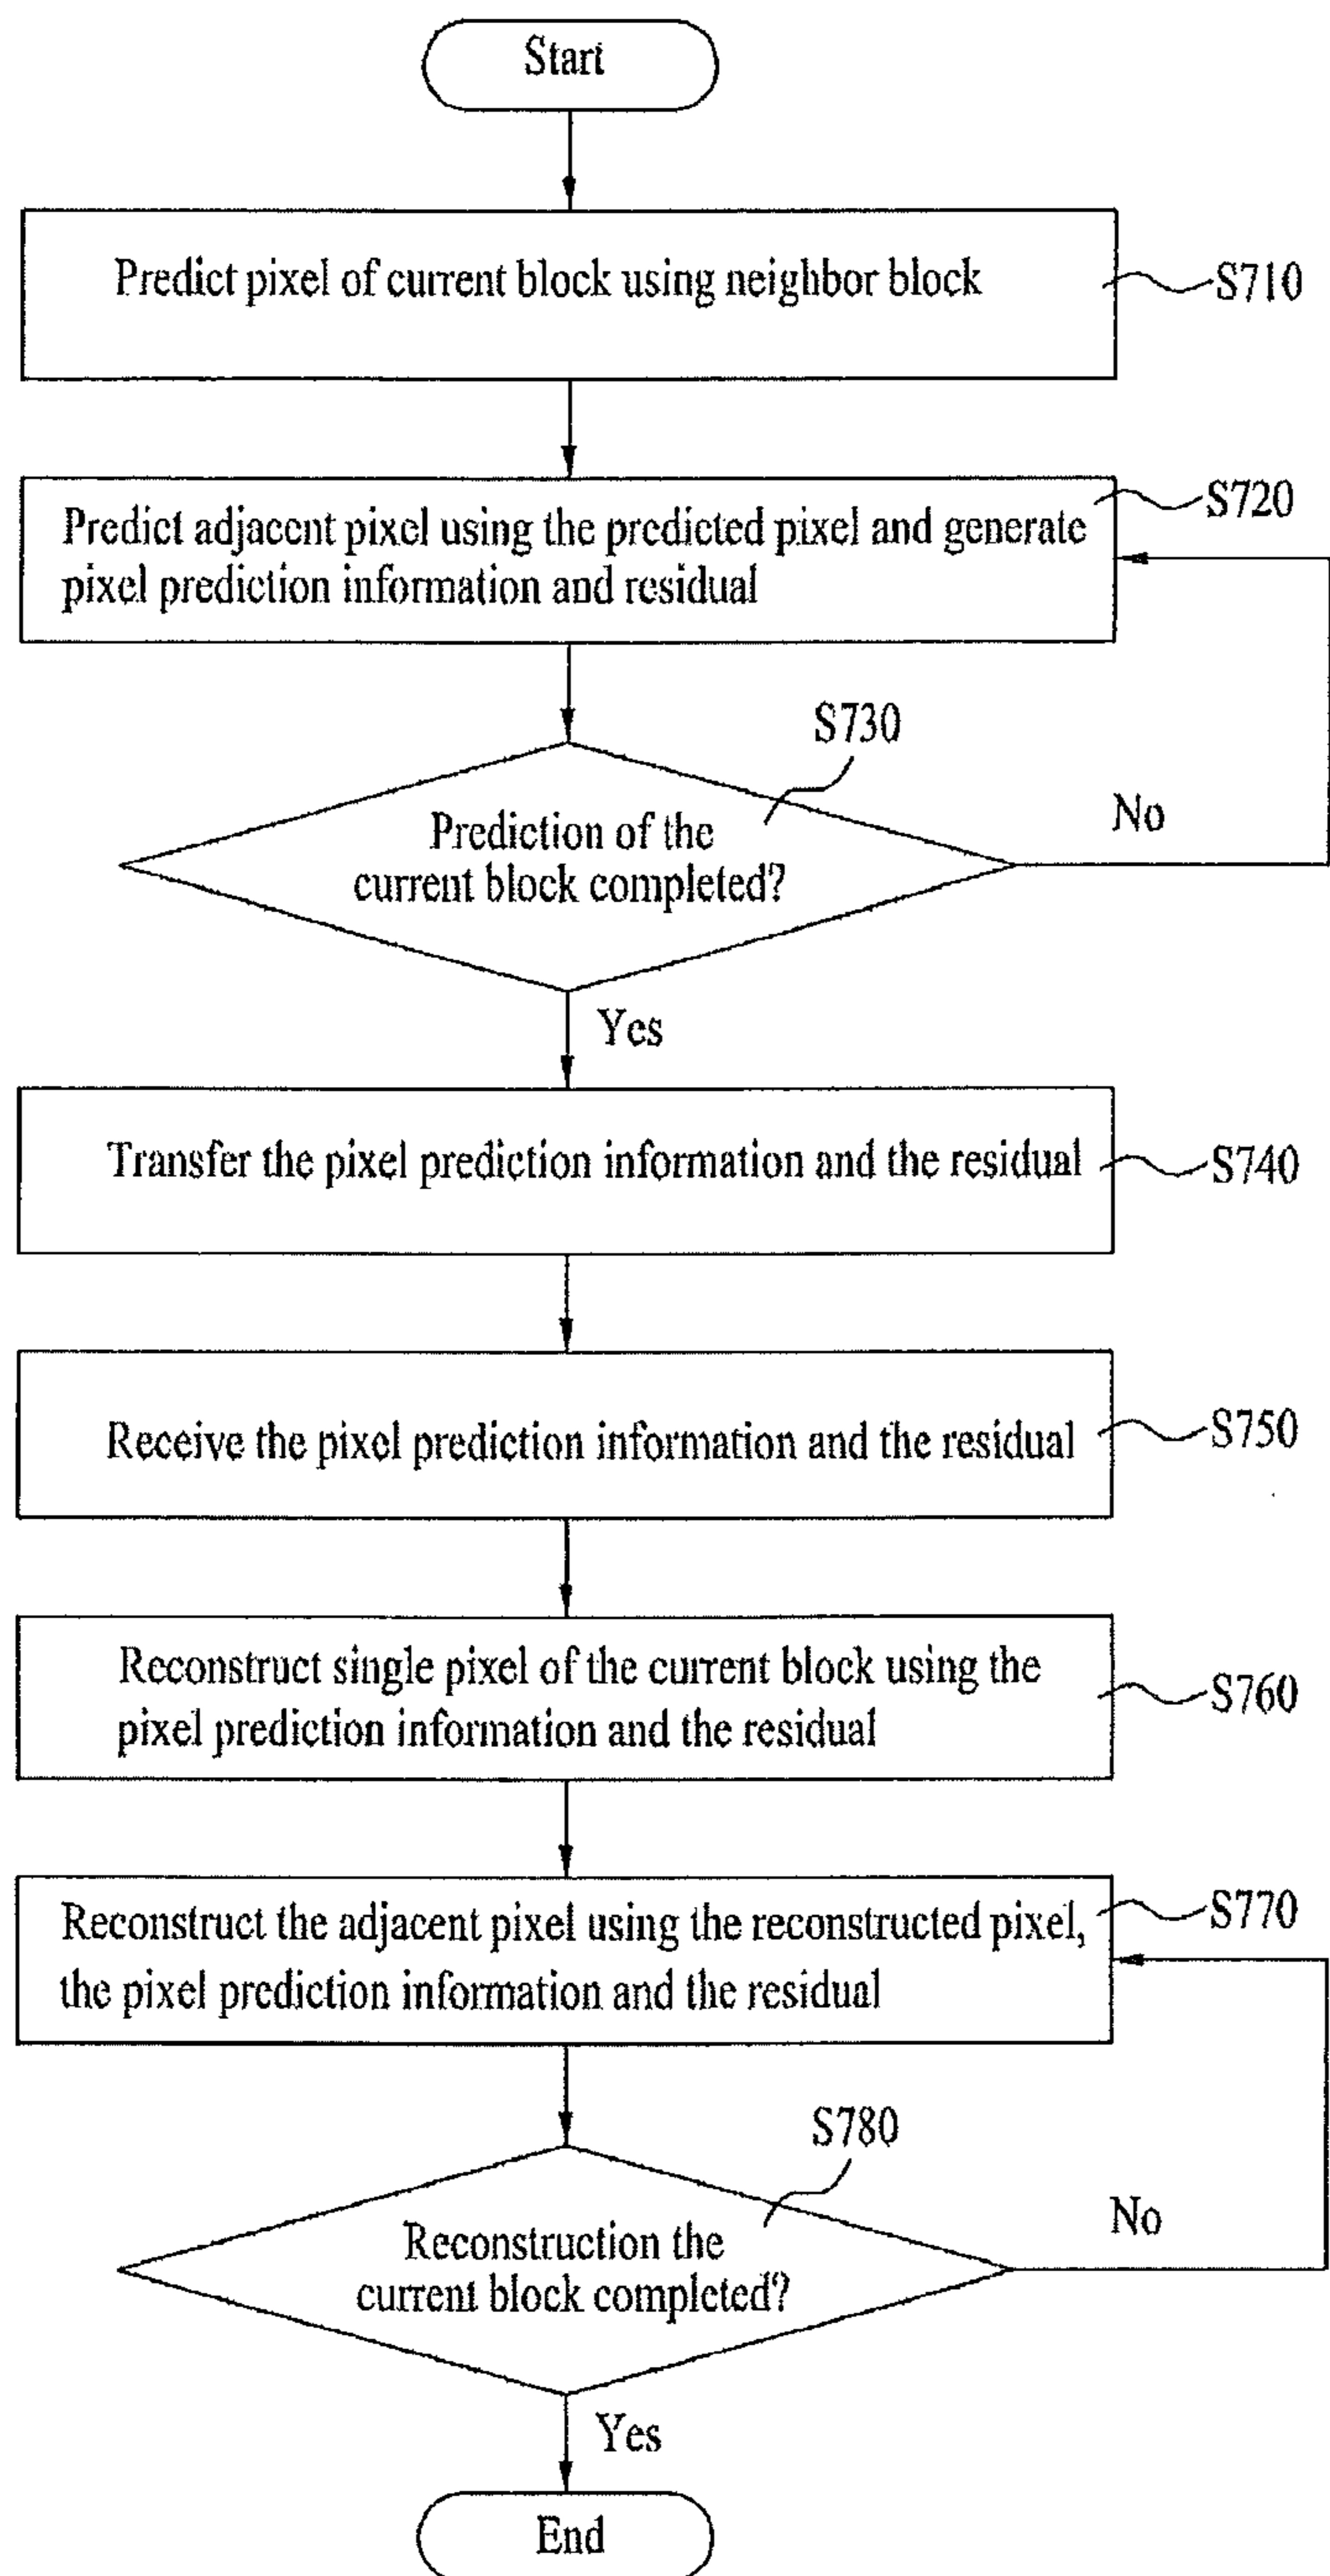 Start
Predict pixel of current block using neighbor block
S710
Predict adjacent pixel using the predicted pixel and generate
pixel prediction information and residual
S720
S730
Prediction of the
current block completed?
No
Yes
Transfer the pixel prediction information and the residual
S740
Receive the pixel prediction information and the residual
S750
Reconstruct single pixel of the current block using the
pixel prediction information and the residual
S760
Reconstruct the adjacent pixel using the reconstructed pixel,
the pixel prediction information and the residual
S770
S780
Reconstruction the
current block completed?
No
Yes
End